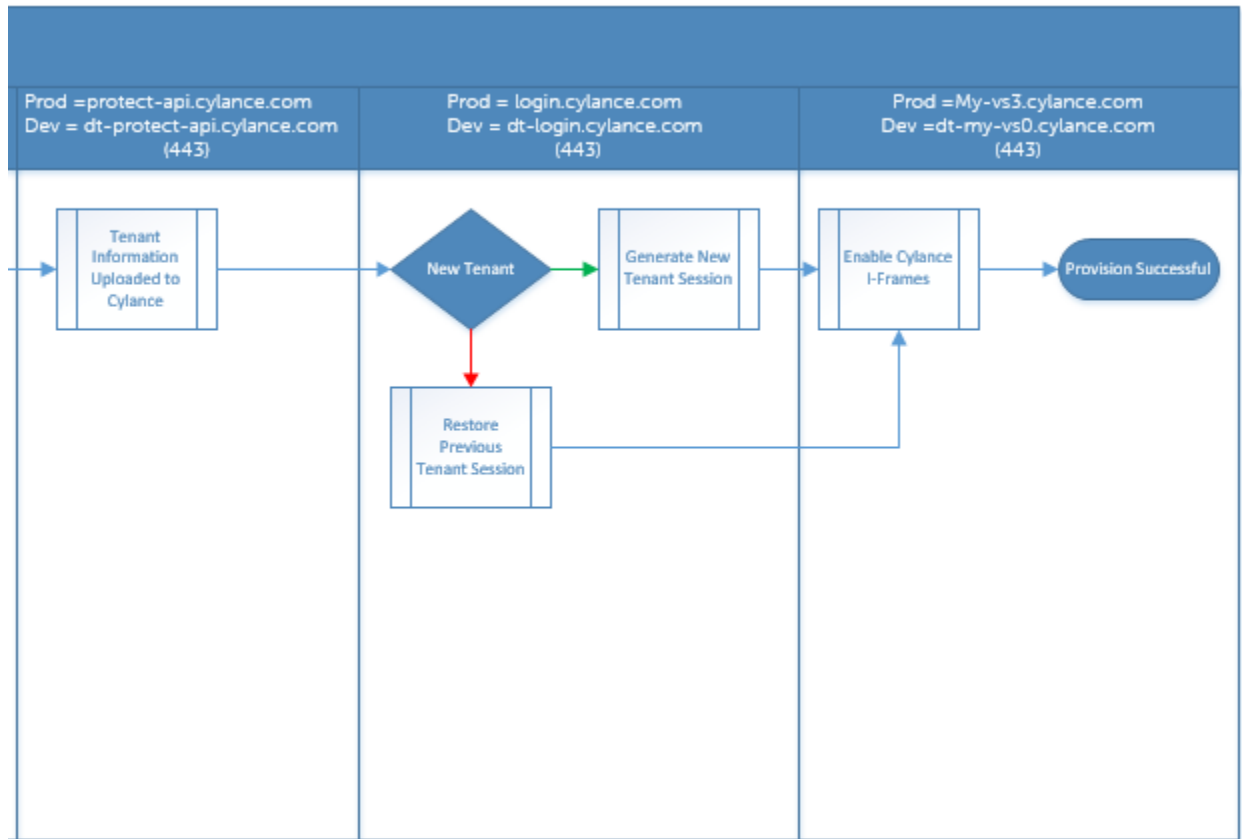 Prod =protect-api.cylance.com
Dev = dt-protect-api.cylance.com
(443)
Prod = login.cylance.com
Dev = dt-login.cylance.com
(443)
Prod =My-vs3.cylance.com
Dev =dt-my-vs0.cylance.com
(443)
Tenant
Information
Uploaded to
Cylance
New Tenant
Generate New
Tenant Session
Enable Cylance
I-Frames
Provision Successful
Restore
Previous
Tenant Session